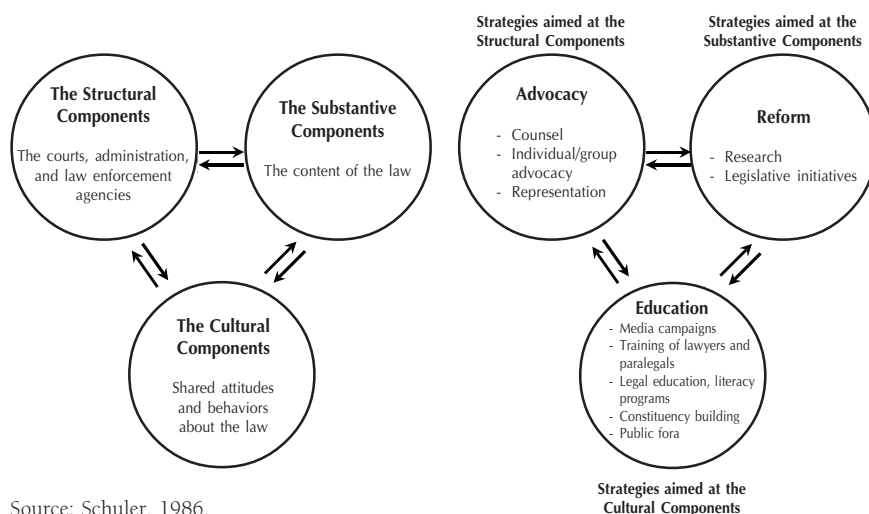 The Structural
Components
The courts, administration,
and law enforcement
agencies
The Substantive
Components
The content of the law
The Cultural
Components
Shared attitudes
and behaviors
about the law
Strategies aimed at the
Structural Components
Advocacy
- Counsel
- Individual/group
advocacy
- Representation
Strategies aimed at the
Substantive Components
Reform
- Research
- Legislative initiatives
Education
- Media campaigns
- Training of lawyers and
paralegals
- Legal education, literacy
programs
- Constituency building
- Public fora
Strategies aimed at the
Cultural Components
Source: Schuler, 1986.